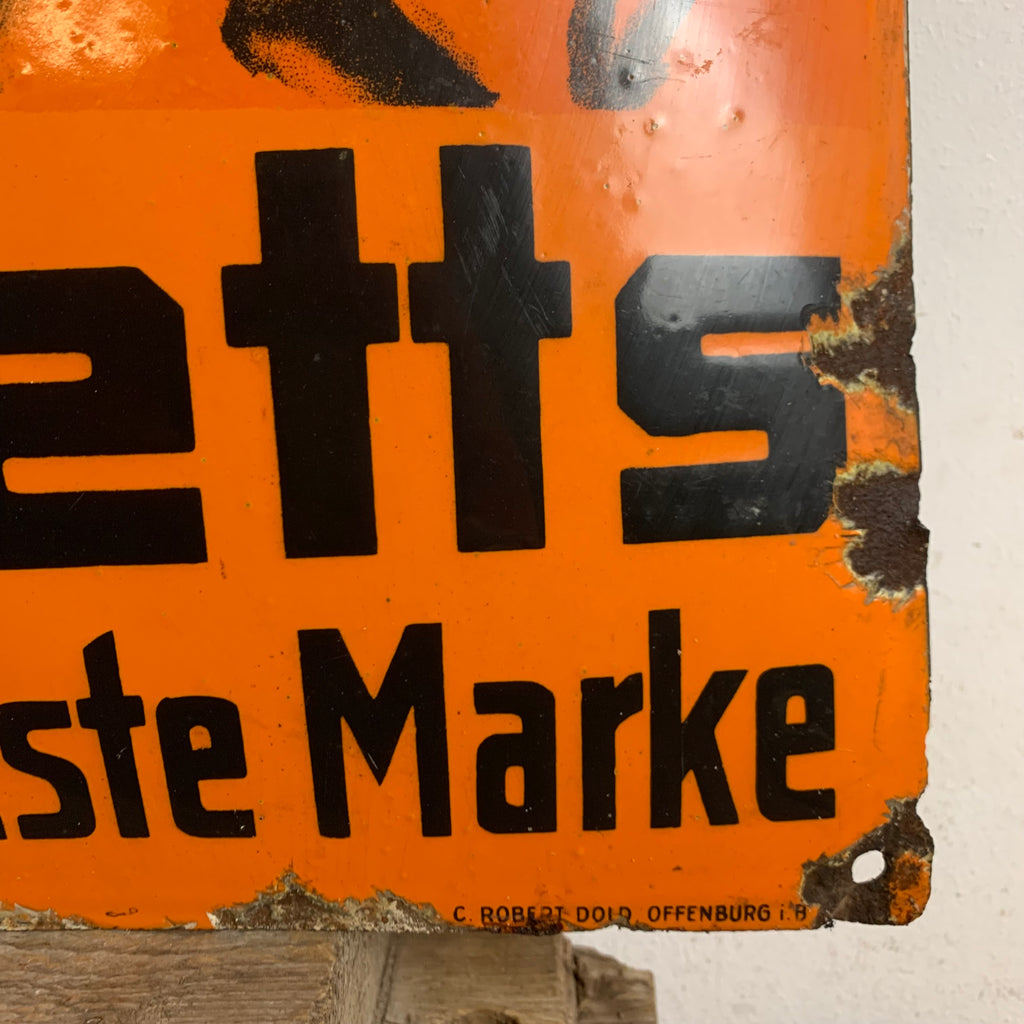 etts
ste Marke
C. ROBERT DOLD, OFFENBURG i. B